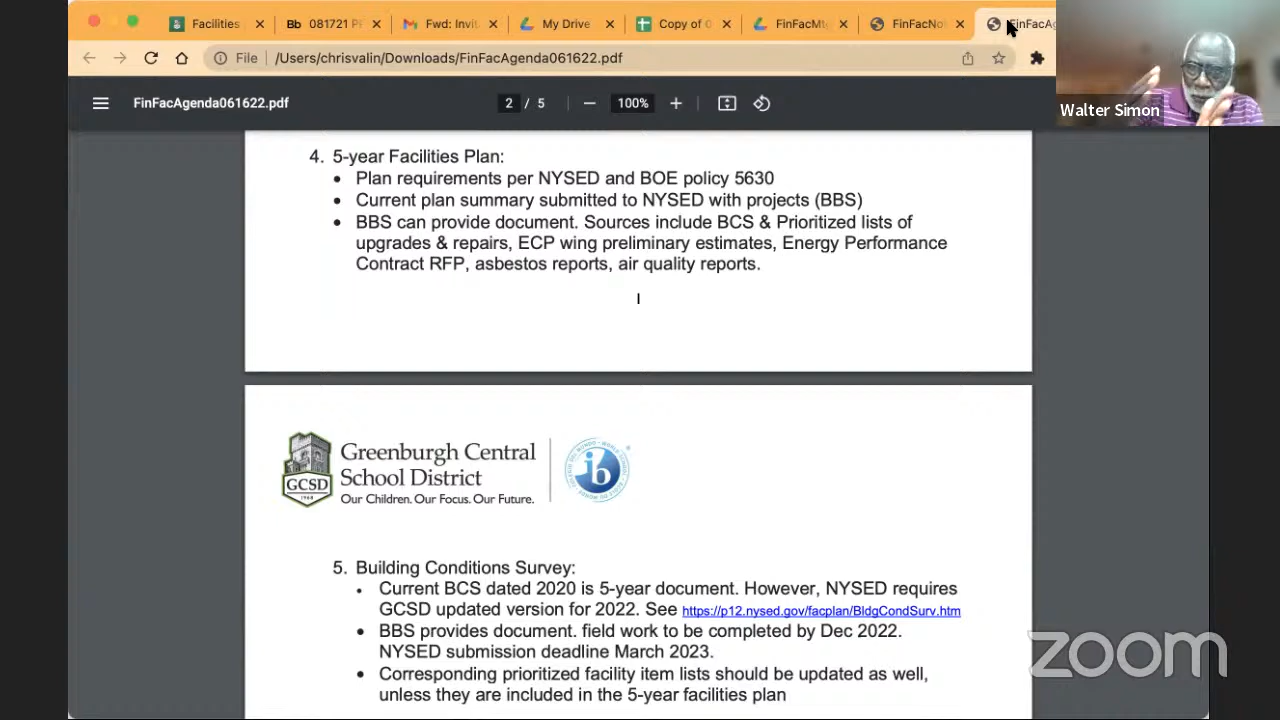 Facilities
Bb 081721 P
Fwd: Invit
My Drive
Copy of
FinFacMt
FinFacNo
FinFacAg
File /Users/chrisvalin/Downloads/FinFacAgenda061622.pdf
FinFacAgenda061622.pdf
2 / 5
100%
Walter Simon
4. 5-year Facilities Plan:
• Plan requirements per NYSED and BOE policy 5630
• Current plan summary submitted to NYSED with projects (BBS)
• BBS can provide document. Sources include BCS & Prioritized lists of
upgrades & repairs, ECP wing preliminary estimates, Energy Performance
Contract RFP, asbestos reports, air quality reports.
GCSD
1968
Greenburgh Central
School District
Our Children. Our Focus. Our Future.
ib
5. Building Conditions Survey:
• Current BCS dated 2020 is 5-year document. However, NYSED requires
GCSD updated version for 2022. See https://p12.nysed.gov/facplan/BldgCondSurv.htm
• BBS provides document. field work to be completed by Dec 2022.
NYSED submission deadline March 2023.
• Corresponding prioritized facility item lists should be updated as well,
unless they are included in the 5-year facilities plan
zoom